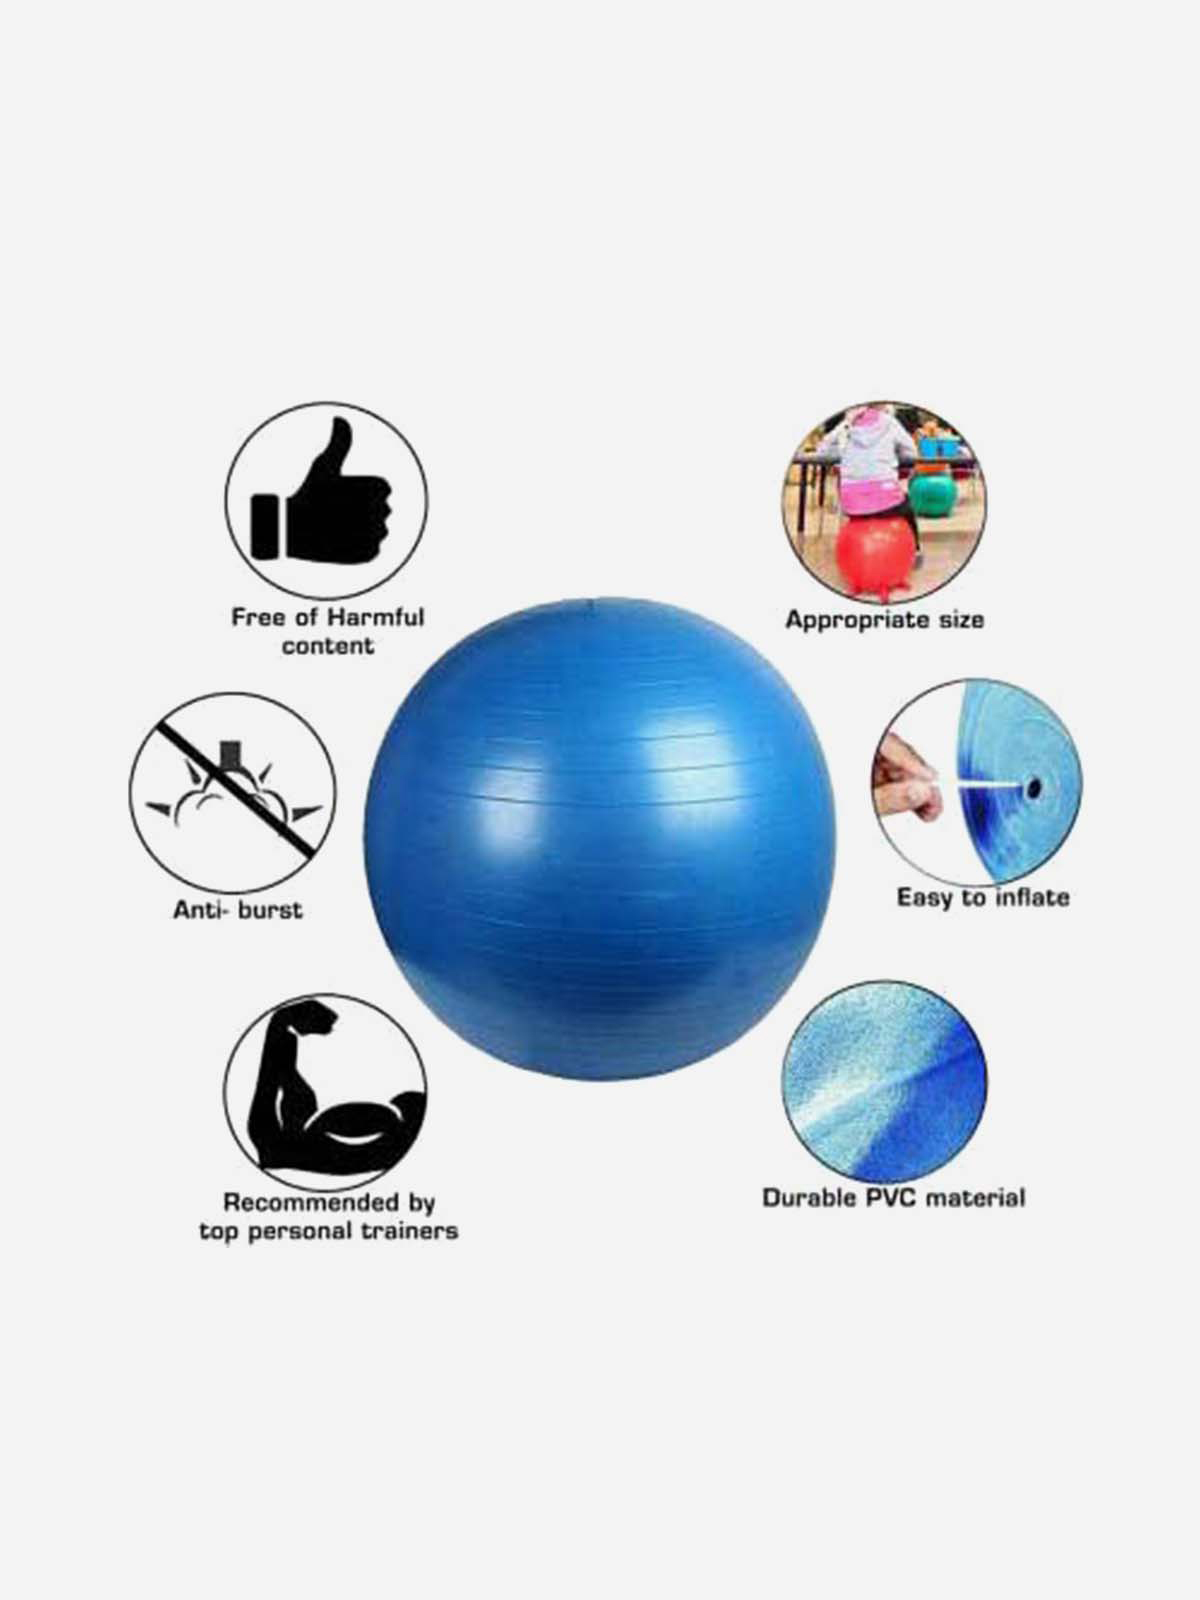 Free of Harmful
content
Appropriate size
Anti- burst
Easy to inflate
Recommended by
top personal trainers
Durable PVC material